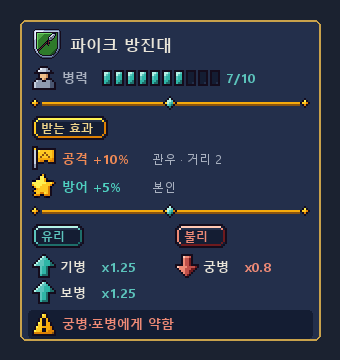 파이크 방진대
병력 7/10
받는 효과
공격 +10% 관우 · 거리 2
방어 +5% 본인
유리 불리
기병 x1.25 궁병 x0.8
보병 x1.25
궁병·포병에게 약함